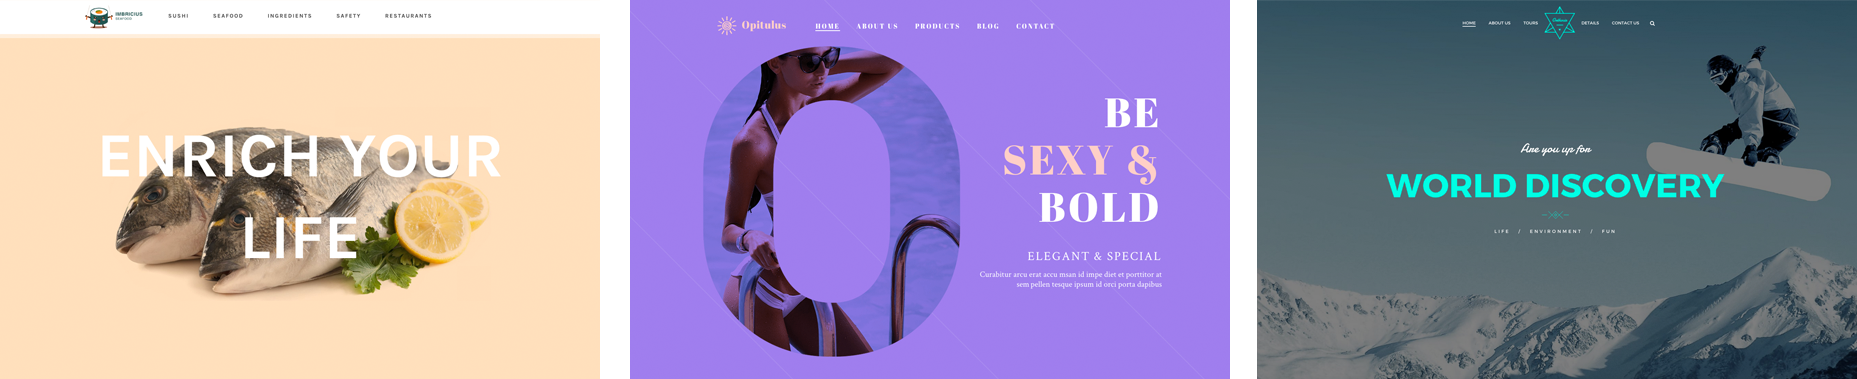 IMBRICIUS
SEAFOOD
SUSHI SEAFOOD INGREDIENTS SAFETY RESTAURANTS
ENRICH YOUR
LIFE
Opitulus
HOME ABOUT US PRODUCTS BLOG CONTACT
BE
SEXY &
BOLD
ELEGANT & SPECIAL
Curabitur arcu erat accu msan id impe diet et porttitor at
sem pellen tesque ipsum id orci porta dapibus
HOME ABOUT US TOURS DETAILS CONTACT US
Are you up for
WORLD DISCOVERY
LIFE / ENVIRONMENT / FUN